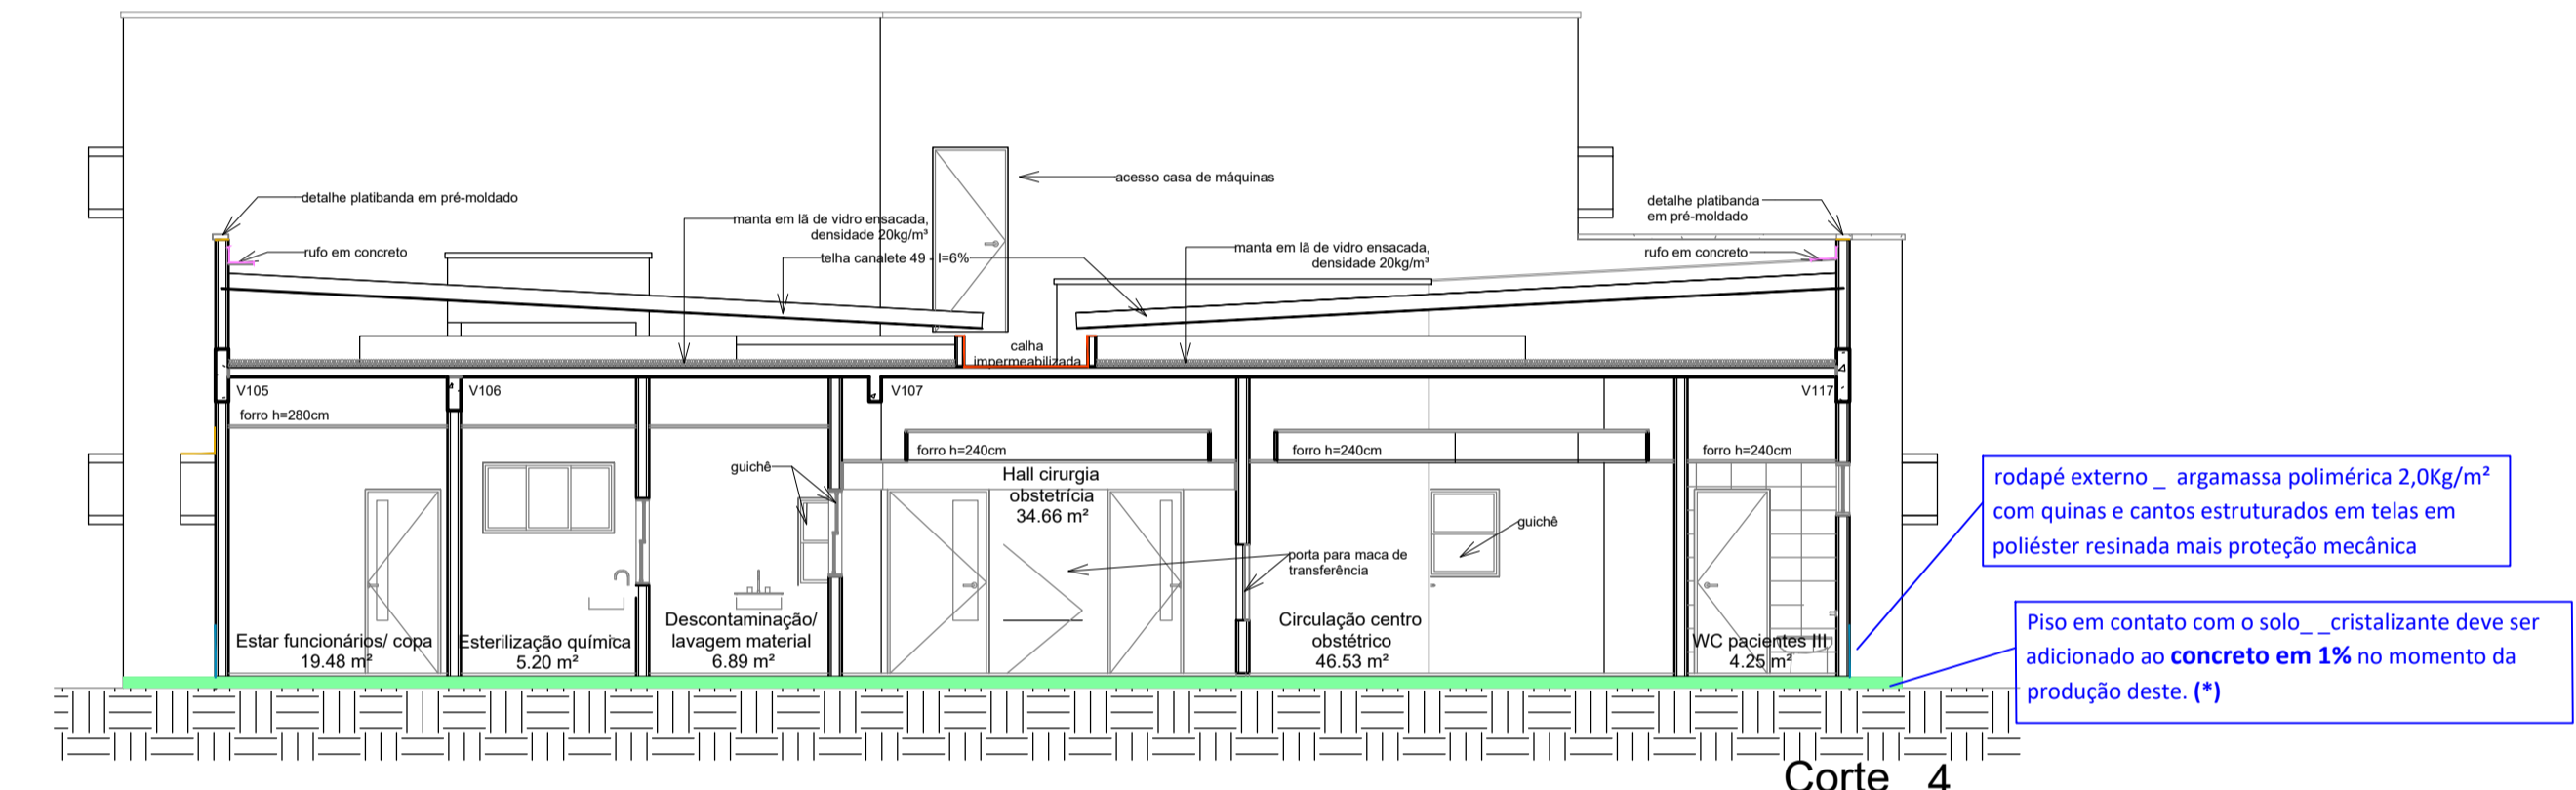 acesso casa de máquinas
detalhe platibanda em pré-moldado
detalhe platibanda
em pré-moldado
manta em lã de vidro ensacada,
densidade 20kg/m³
manta em lã de vidro ensacada,
densidade 20kg/m³
rufo em concreto
telha canalete 49 - I=6%
rufo em concreto
calha
impermeabilizada
V105
V106
V107
V117
forro h=280cm
forro h=240cm
forro h=240cm
forro h=240cm
guichê
Hall cirurgia
obstetrícia
34.66 m²
guichê
porta para maca de
transferência
Estar funcionários/ copa
19.48 m²
Esterilização química
5.20 m²
Descontaminação/
lavagem material
6.89 m²
Circulação centro
obstétrico
46.53 m²
WC pacientes III
4.25 m²
rodapé externo _ argamassa polimérica 2,0Kg/m²
com quinas e cantos estruturados em telas em
poliéster resinada mais proteção mecânica
Piso em contato com o solo_ _cristalizante deve ser
adicionado ao concreto em 1% no momento da
produção deste. (*)
Corte 4